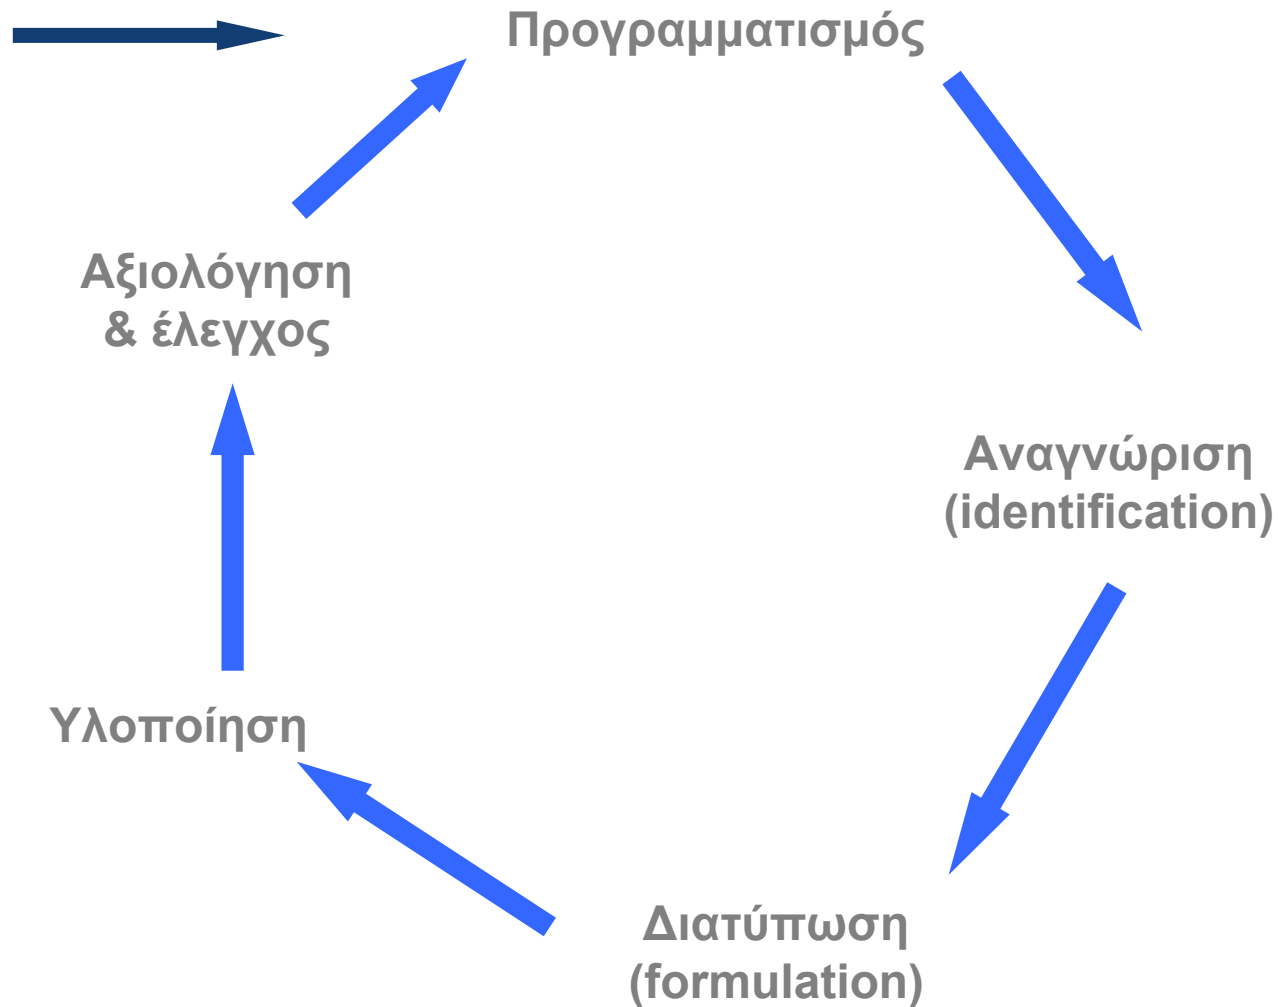 Προγραμματισμός
Αξιολόγηση
& έλεγχος
Αναγνώριση
(identification)
Υλοποίηση
Διατύπωση
(formulation)